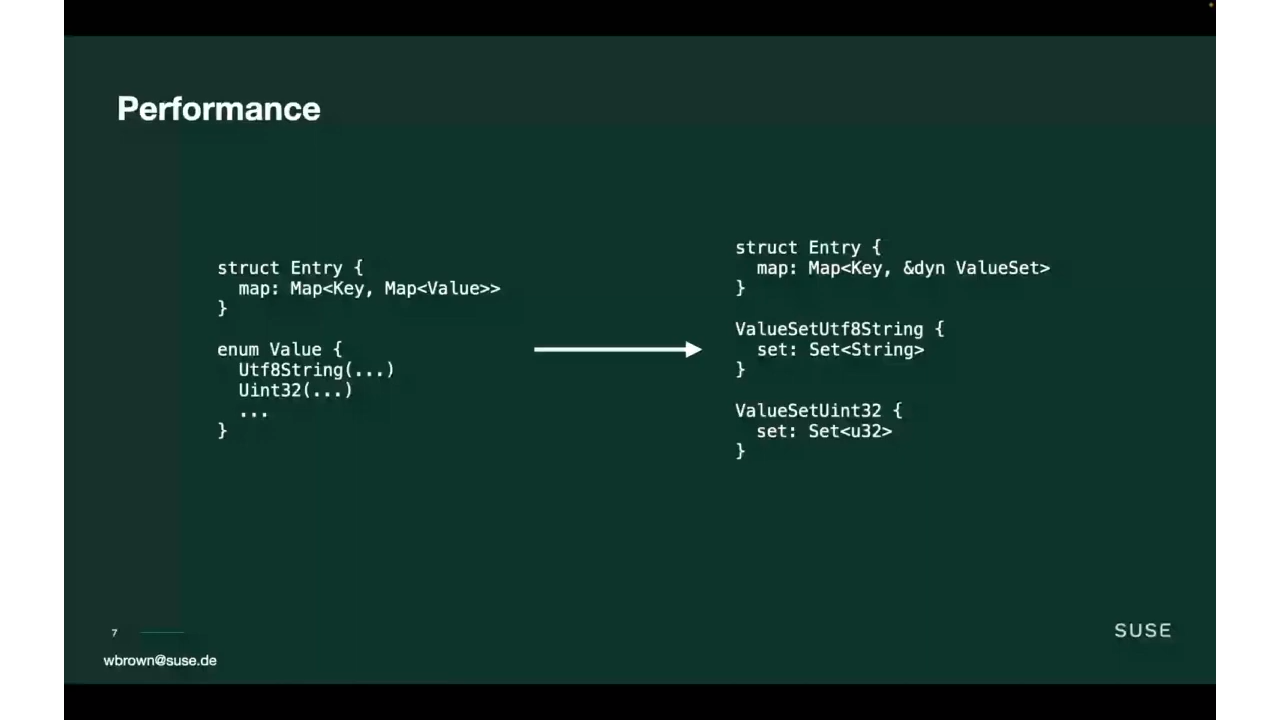 Performance
struct Entry {
  map: Map<Key, Map<Value>>
}
enum Value {
  Utf8String(...)
  Uint32(...)
  ...
}
struct Entry {
  map: Map<Key, &dyn ValueSet>
}
ValueSetUtf8String {
  set: Set<String>
}
ValueSetUint32 {
  set: Set<u32>
}
7
wbrown@suse.de
SUSE